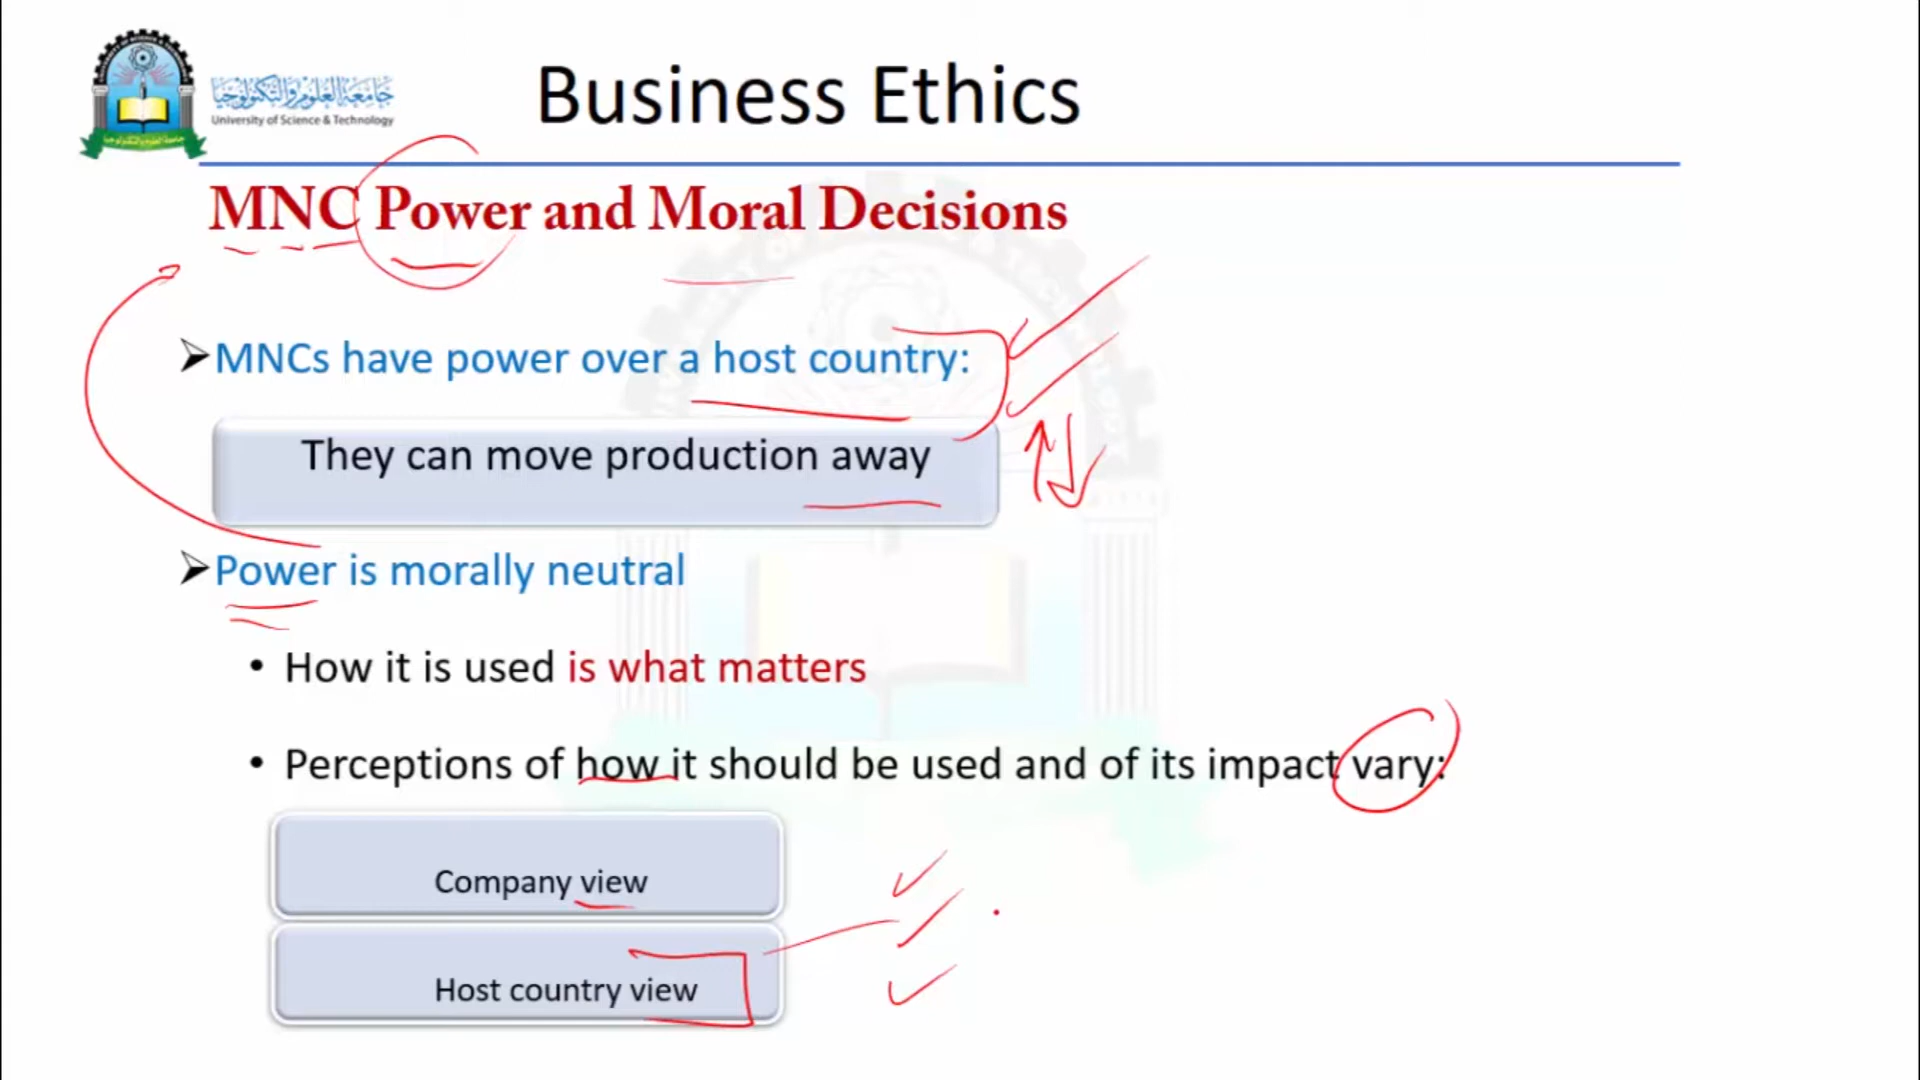 جامعة العلوم والتكنولوجيا
University of Science & Technology
Business Ethics
MNC Power and Moral Decisions
➢MNCs have power over a host country:
They can move production away
➢Power is morally neutral
• How it is used is what matters
• Perceptions of how it should be used and of its impact vary:
Company view
Host country view